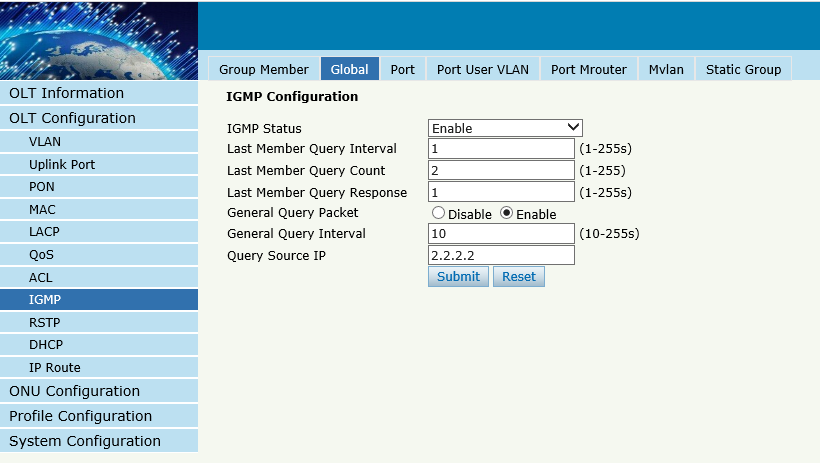 Group Member Global Port Port User VLAN Port Mrouter Mvlan Static Group
OLT Information
OLT Configuration
VLAN
Uplink Port
PON
MAC
LACP
QoS
ACL
IGMP
RSTP
DHCP
IP Route
ONU Configuration
Profile Configuration
System Configuration
IGMP Configuration
IGMP Status Enable
Last Member Query Interval 1 (1-255s)
Last Member Query Count 2 (1-255)
Last Member Query Response 1 (1-255s)
General Query Packet Disable Enable
General Query Interval 10 (10-255s)
Query Source IP 2.2.2.2
Submit Reset